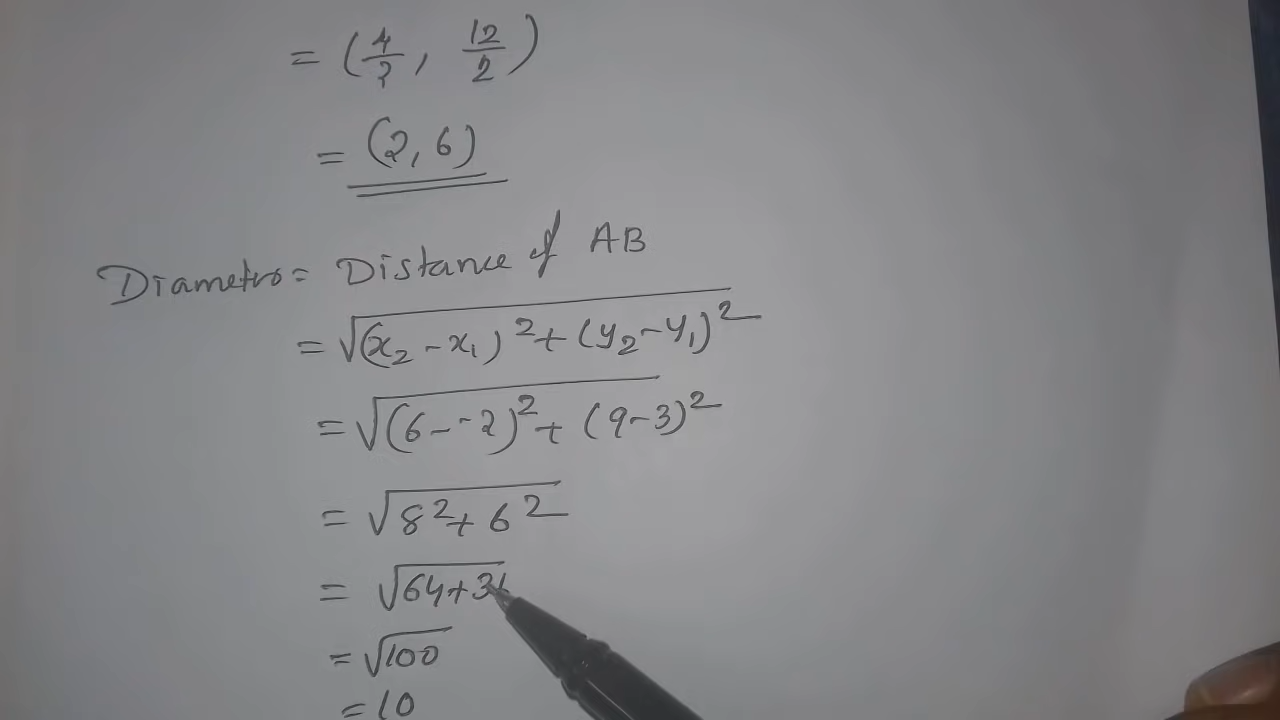 = (4/2, 12/2)
= (2, 6)
Diameter = Distance of AB
= √(x₂ - x₁)² + (y₂ - y₁)²
= √(6 - -2)² + (9 - 3)²
= √8² + 6²
= √64 + 36
= √100
= 10